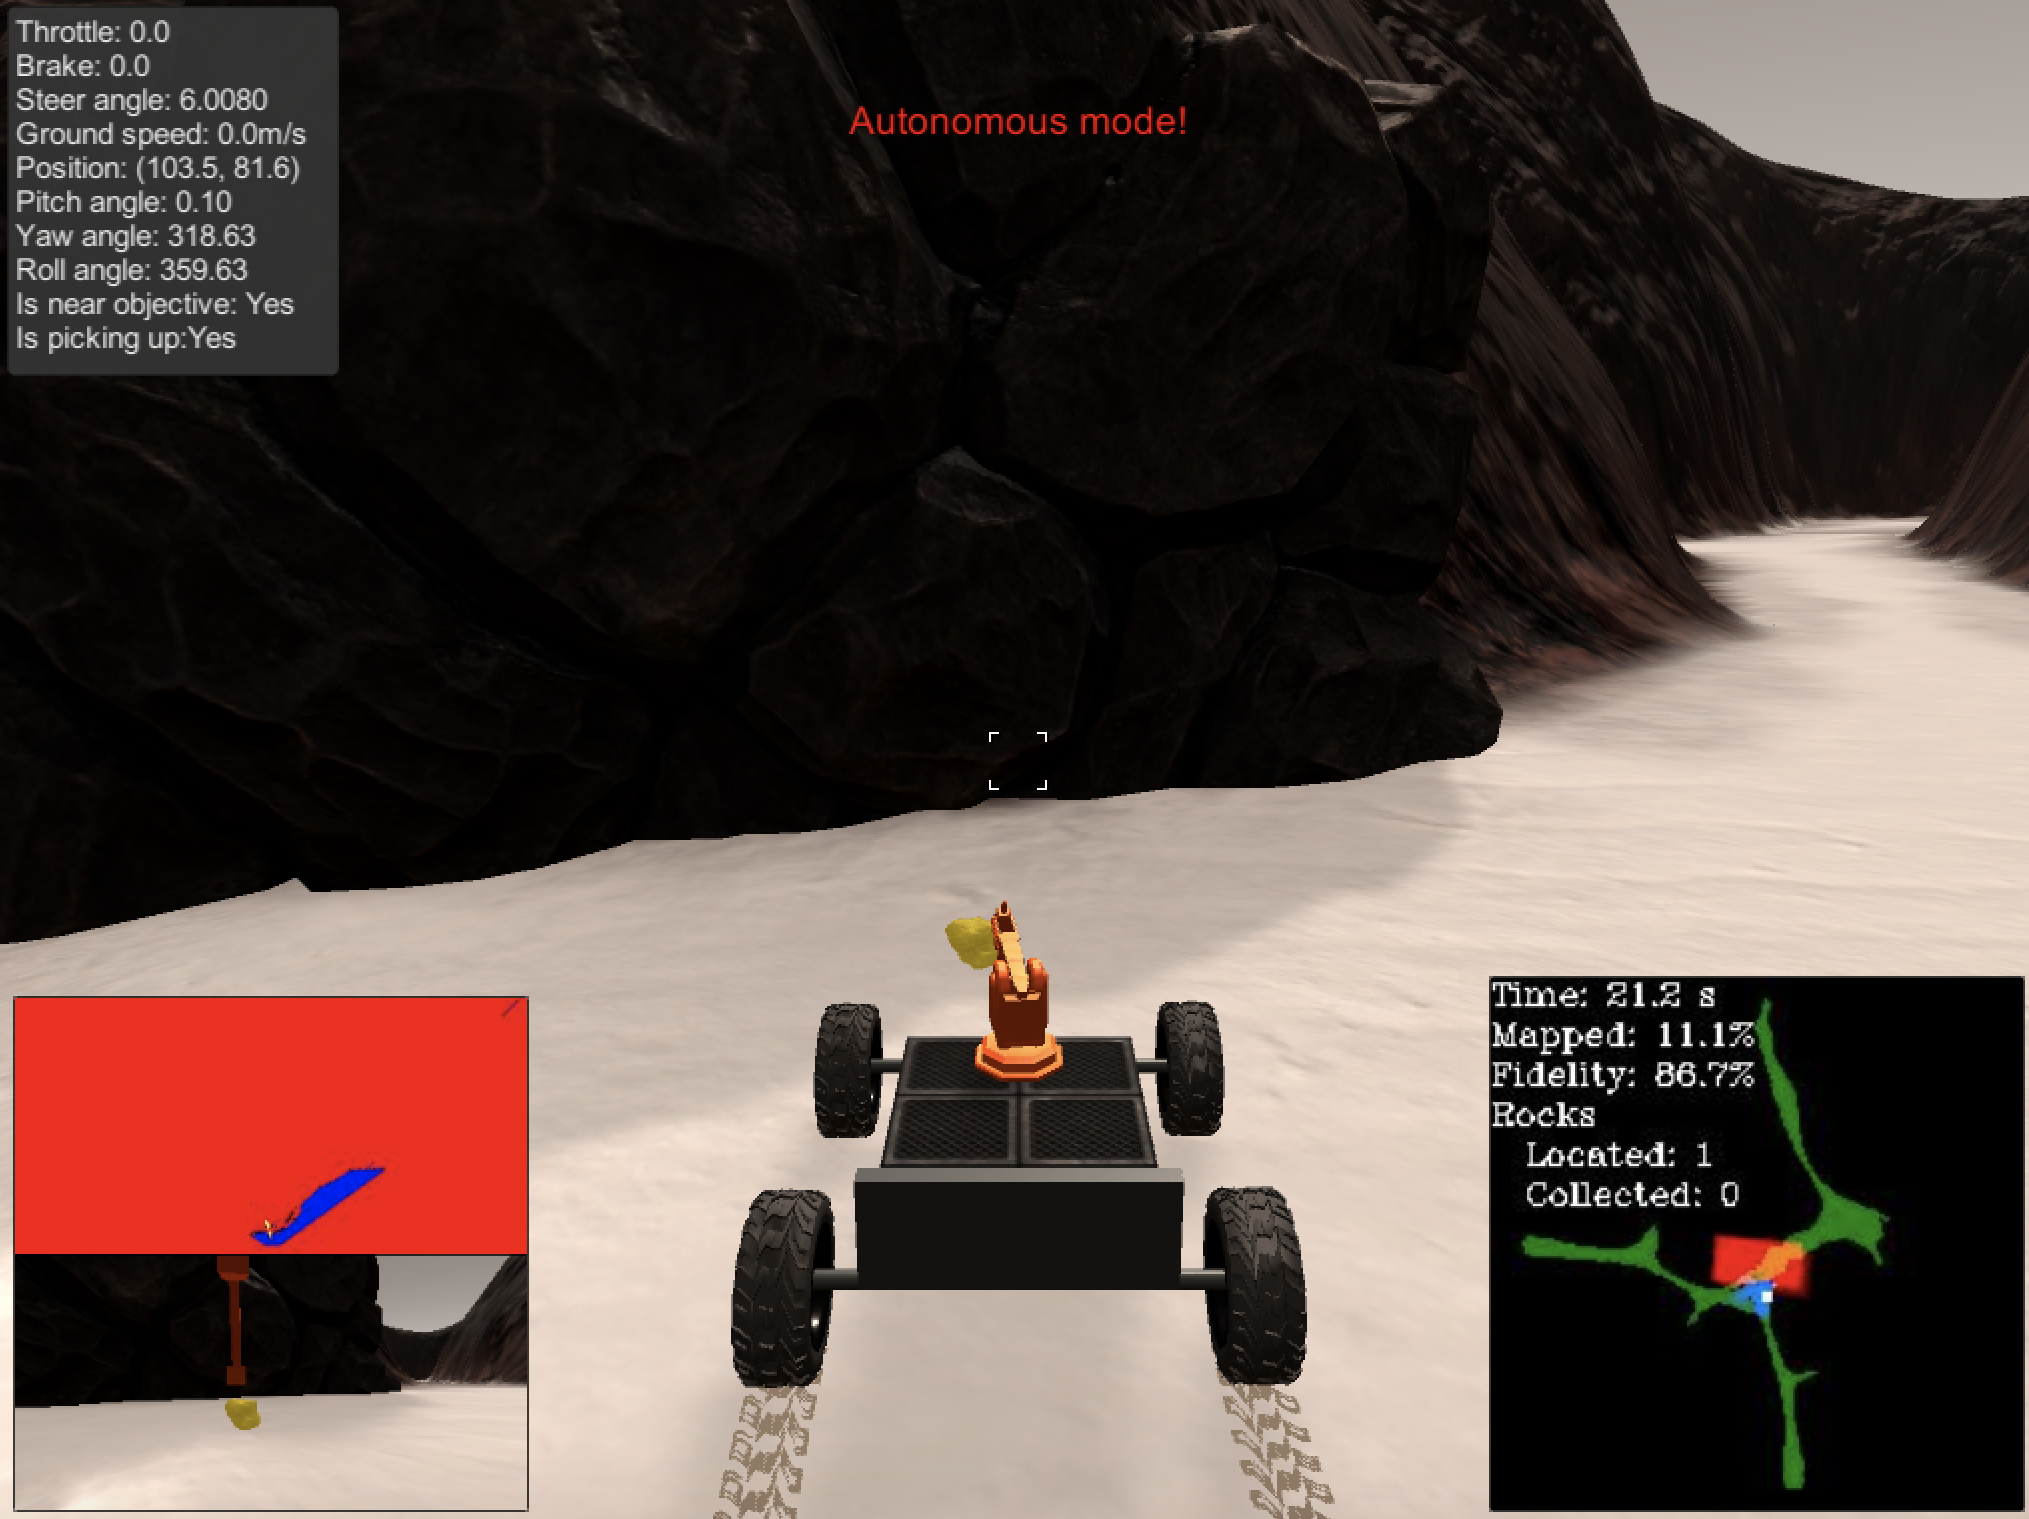 Throttle: 0.0
Brake: 0.0
Steer angle: 6.0080
Ground speed: 0.0m/s
Position: (103.5, 81.6)
Pitch angle: 0.10
Yaw angle: 318.63
Roll angle: 359.63
Is near objective: Yes
Is picking up:Yes
Autonomous mode!
Time: 21.2 s
Mapped: 11.1%
Fidelity: 86.7%
Rocks
Located: 1
Collected: 0